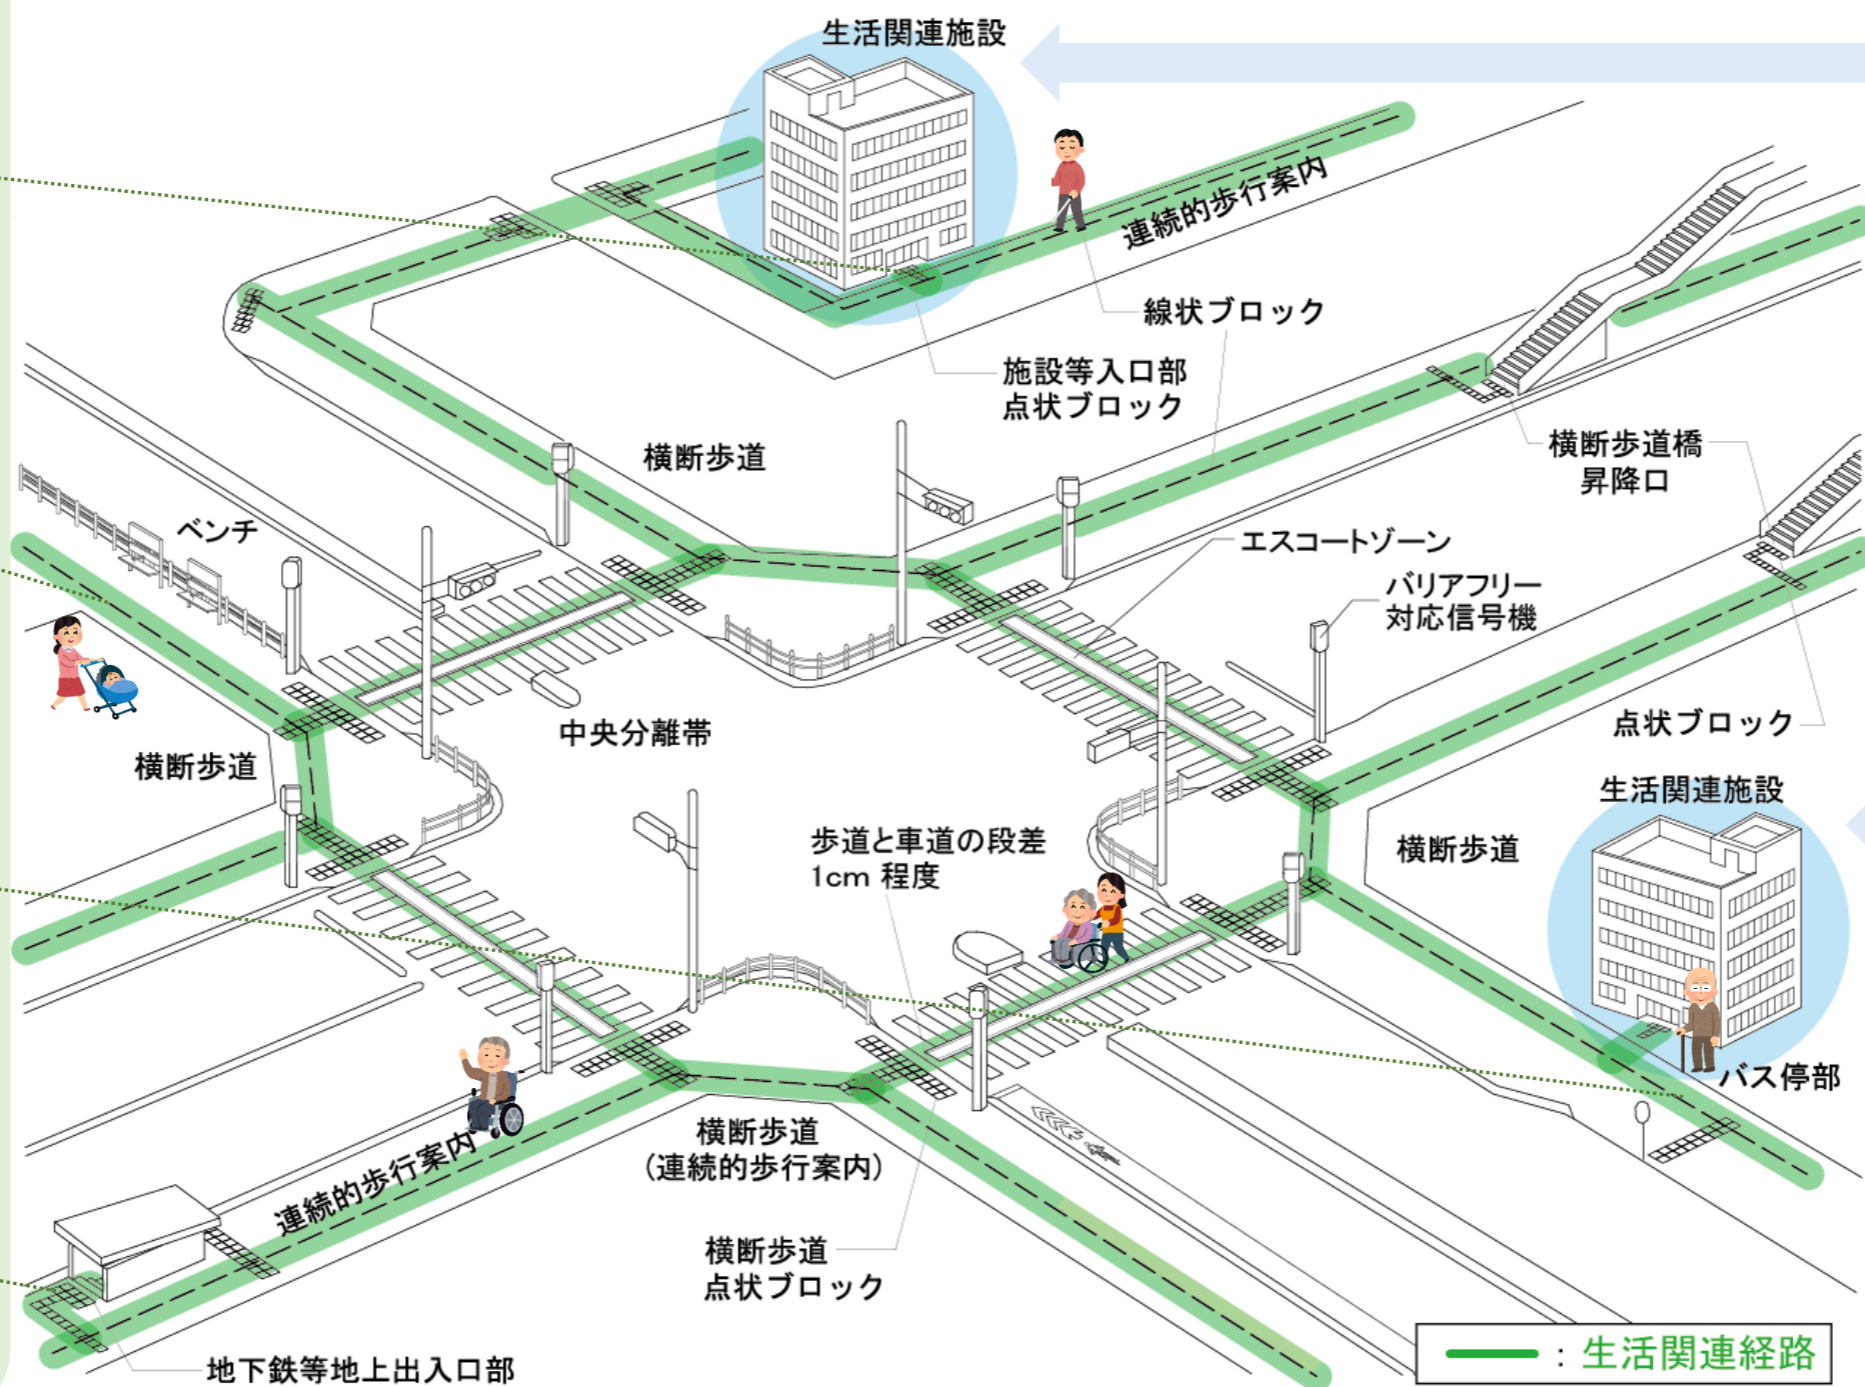 生活関連施設
連続的歩行案内
線状ブロック
施設等入口部
点状ブロック
横断歩道
横断歩道橋
昇降口
ベンチ
エスコートゾーン
バリアフリー
対応信号機
中央分離帯
点状ブロック
横断歩道
生活関連施設
歩道と車道の段差
1cm 程度
横断歩道
バス停部
横断歩道
（連続的歩行案内）
連続的歩行案内
横断歩道
点状ブロック
地下鉄等地上出入口部
：生活関連経路